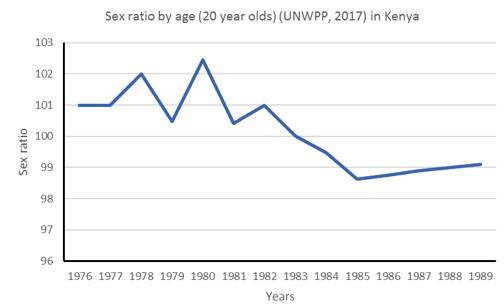 Sex ratio by age (20 year olds) (UNWPP, 2017) in Kenya
103
102
101
100
99
98
97
96
Sex ratio
1976 1977 1978 1979 1980 1981 1982 1983 1984 1985 1986 1987 1988 1989
Years